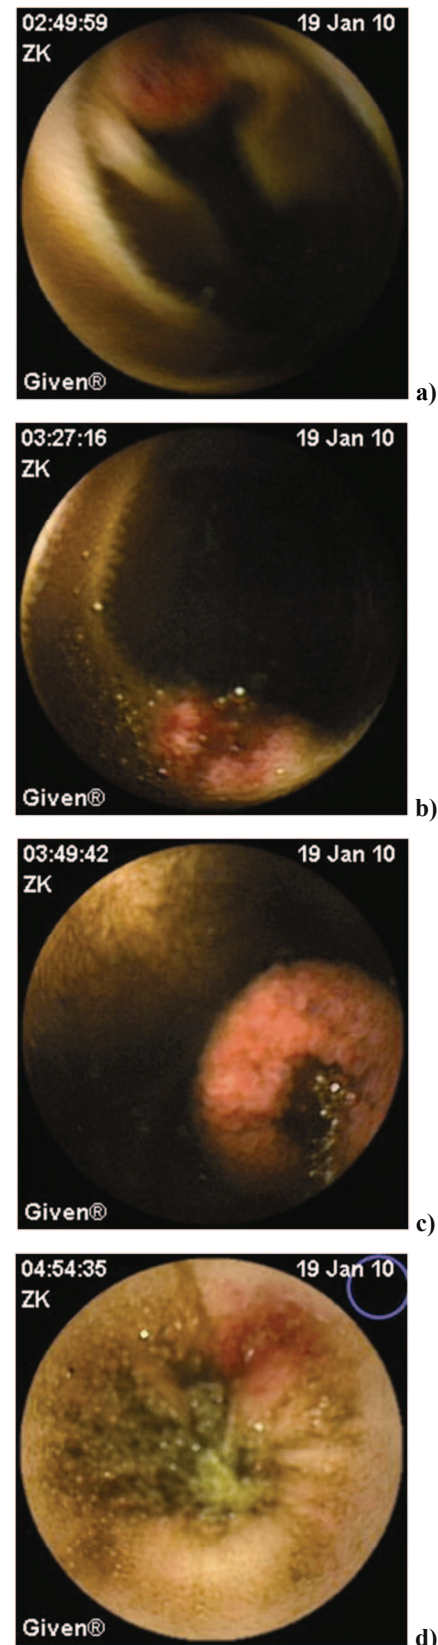 02:49:59 19 Jan 10
ZK
Given®
a)
03:27:16 19 Jan 10
ZK
Given®
b)
03:49:42 19 Jan 10
ZK
Given®
c)
04:54:35 19 Jan 10
ZK
Given®
d)